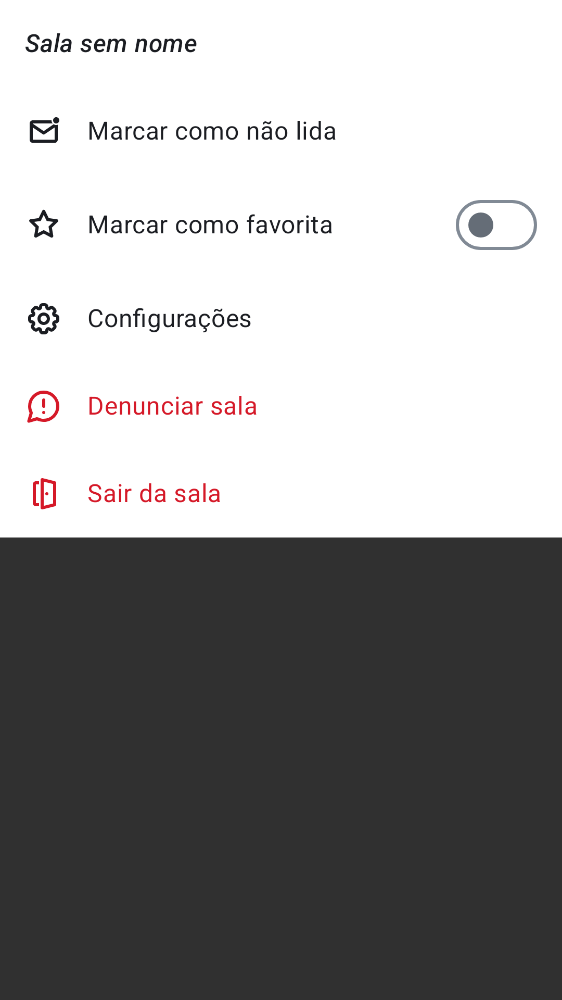 Sala sem nome
Marcar como não lida
Marcar como favorita
Configurações
Denunciar sala
Sair da sala